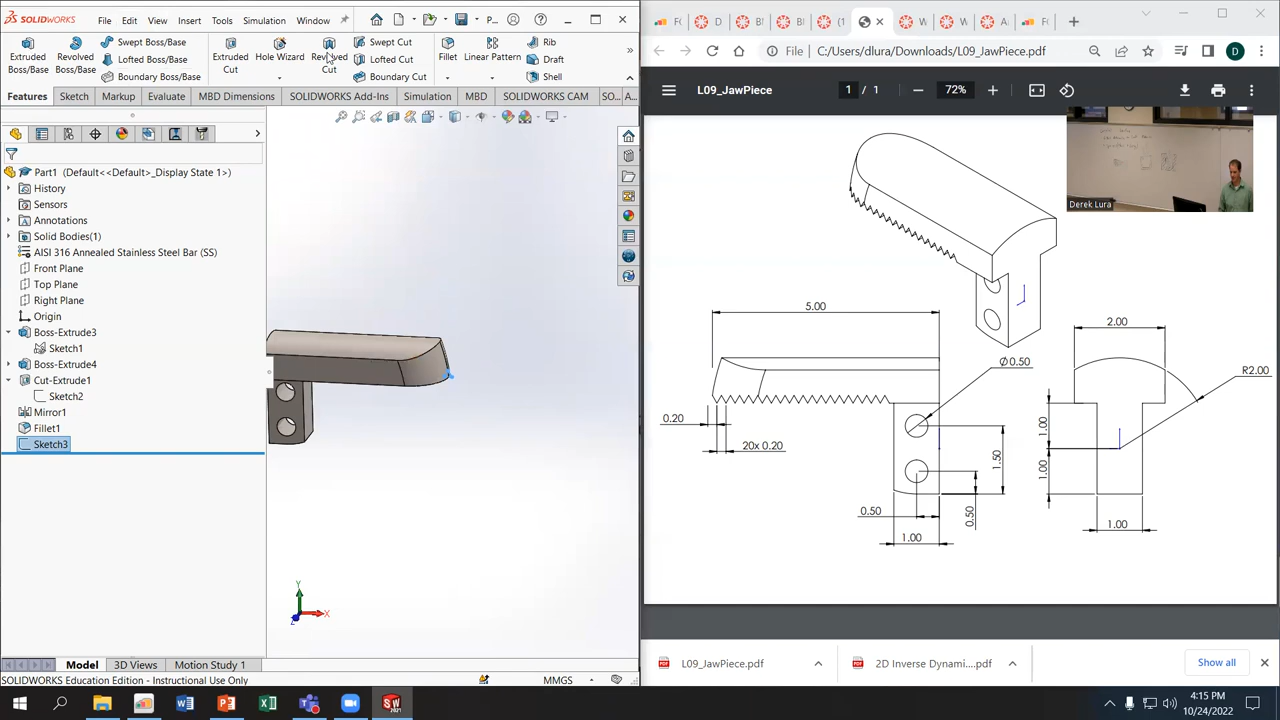 File Edit View Insert Tools Simulation Window P...
Extruded Boss/Base
Revolved Boss/Base
Swept Boss/Base
Lofted Boss/Base
Boundary Boss/Base
Extruded Cut
Hole Wizard
Revolved Cut
Swept Cut
Lofted Cut
Boundary Cut
Fillet
Linear Pattern
Rib
Draft
Shell
Features Sketch Markup Evaluate MBD Dimensions SOLIDWORKS Add-Ins Simulation MBD SOLIDWORKS CAM SO... A...
Part1 (Default<<Default>_Display State 1>)
History
Sensors
Annotations
Solid Bodies(1)
AISI 316 Annealed Stainless Steel Bar (SS)
Front Plane
Top Plane
Right Plane
Origin
Boss-Extrude3
Sketch1
Boss-Extrude4
Cut-Extrude1
Sketch2
Mirror1
Fillet1
Sketch3
Y
X
Z
Model 3D Views Motion Study 1
SOLIDWORKS Education Edition - Instructional Use Only
MMGS
File C:/Users/dlura/Downloads/L09_JawPiece.pdf
D
L09_JawPiece 1 / 1 72%
Derek Lura
5.00
2.00
Ø0.50
R2.00
0.20
20x 0.20
1.00
1.50
1.00
0.50
0.50
1.00
1.00
L09_JawPiece.pdf
2D Inverse Dynami....pdf
Show all
4:15 PM
10/24/2022